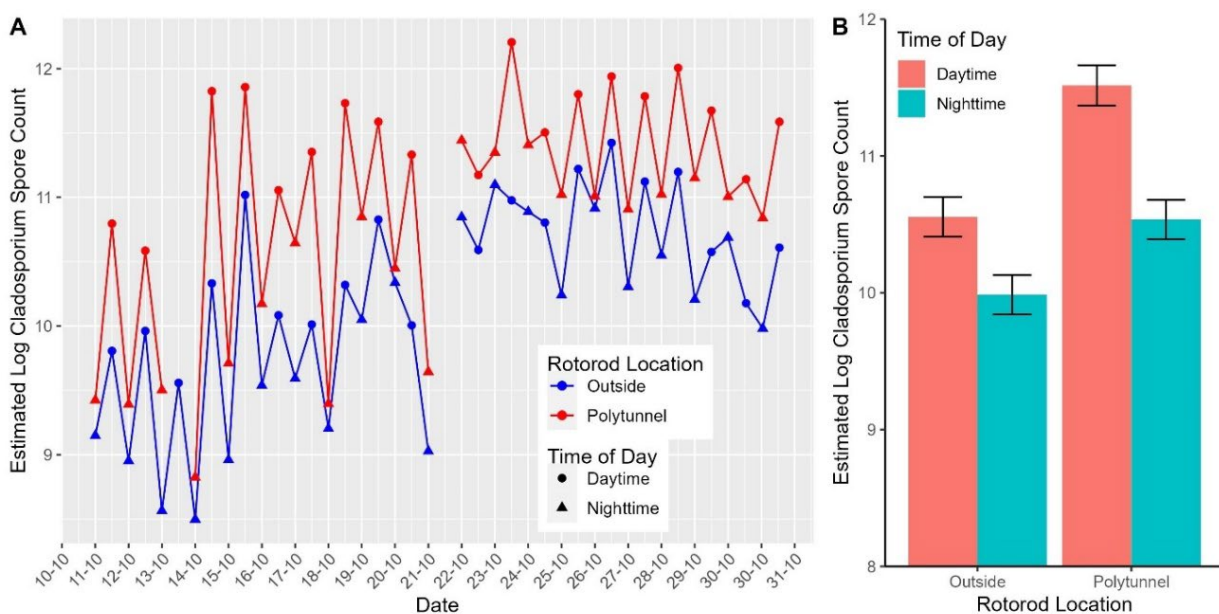 A
Estimated Log Cladosporium Spore Count
12
11
10
9
Rotorod Location
Outside
Polytunnel
Time of Day
Daytime
Nighttime
10-10
11-10
12-10
13-10
14-10
15-10
16-10
17-10
18-10
19-10
20-10
21-10
22-10
23-10
24-10
25-10
26-10
27-10
28-10
29-10
30-10
30-10
31-10
Date
B
Estimated Log Cladosporium Spore Count
12
11
10
9
8
Time of Day
Daytime
Nighttime
Outside
Polytunnel
Rotorod Location